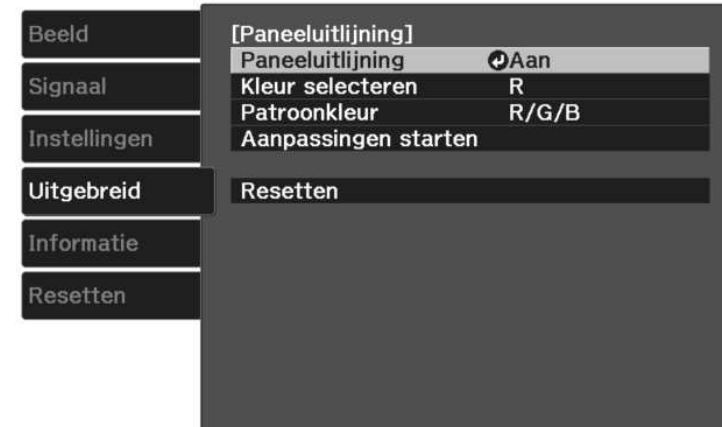 Beeld
Signaal
Instellingen
Uitgebreid
Informatie
Resetten
[Paneeluitlijning]
Paneeluitlijning Aan
Kleur selecteren R
Patroonkleur R/G/B
Aanpassingen starten
Resetten